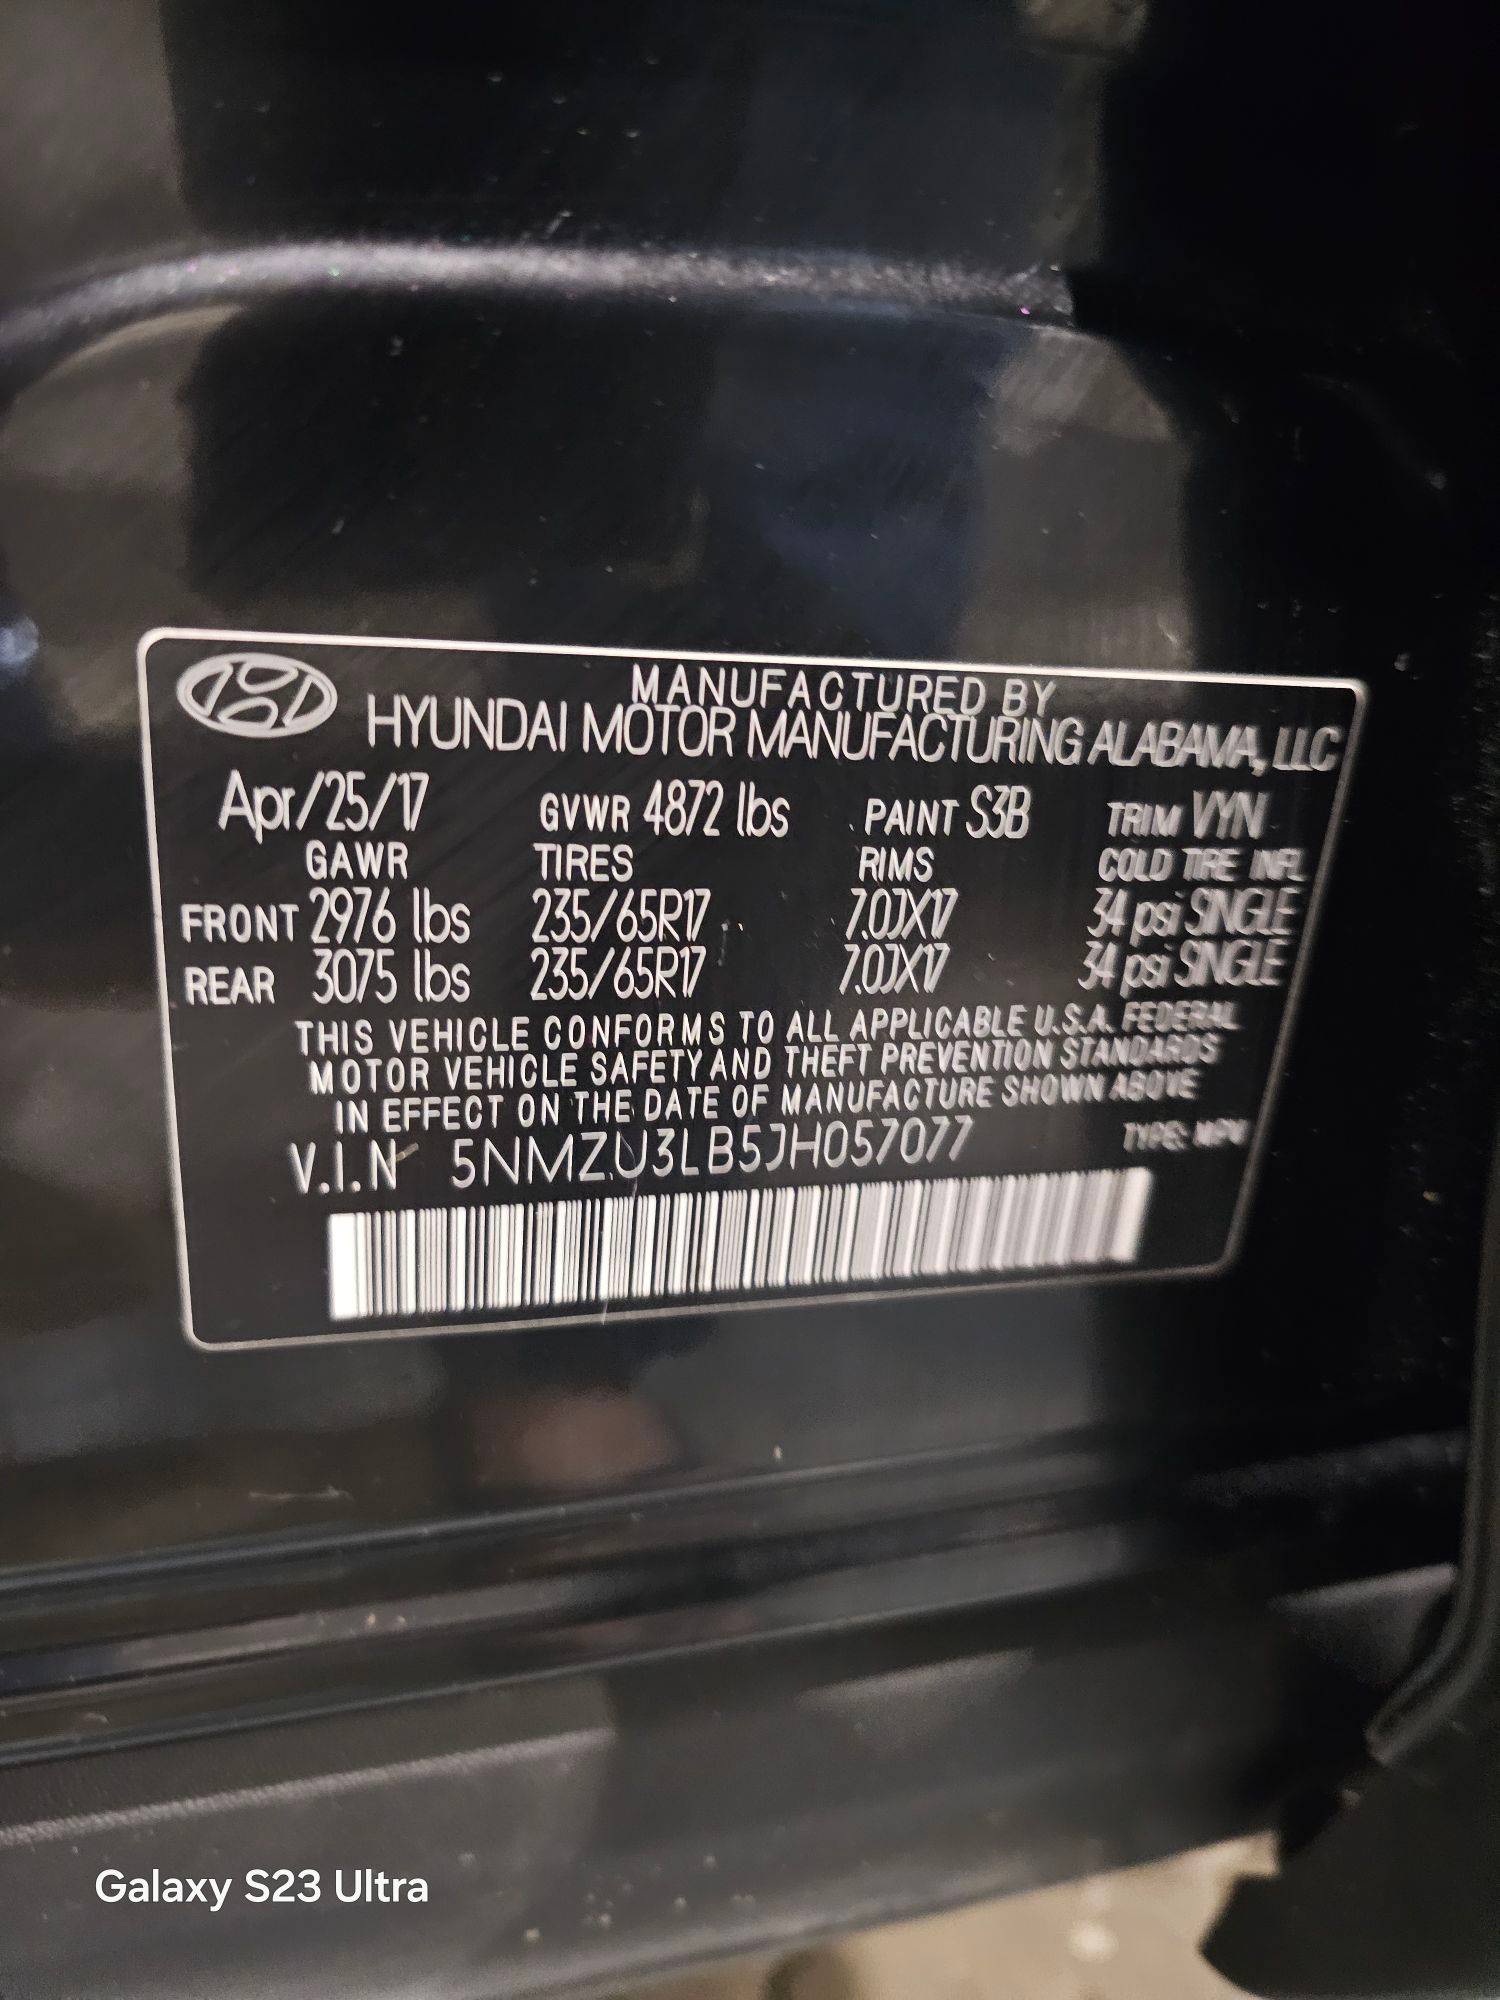 MANUFACTURED BY
HYUNDAI MOTOR MANUFACTURING ALABAMA, LLC
Apr/25/17 GVWR 4872 lbs PAINT S3B TRIM VYN
GAWR TIRES RIMS COLD TIRE INFL
FRONT 2976 lbs 235/65R17 7.0JX17 34 psi SINGLE
REAR 3075 lbs 235/65R17 7.0JX17 34 psi SINGLE
THIS VEHICLE CONFORMS TO ALL APPLICABLE U.S.A. FEDERAL
MOTOR VEHICLE SAFETY AND THEFT PREVENTION STANDARDS
IN EFFECT ON THE DATE OF MANUFACTURE SHOWN ABOVE
V.I.N 5NMZU3LB5JH057077 TYPE: MPV
Galaxy S23 Ultra